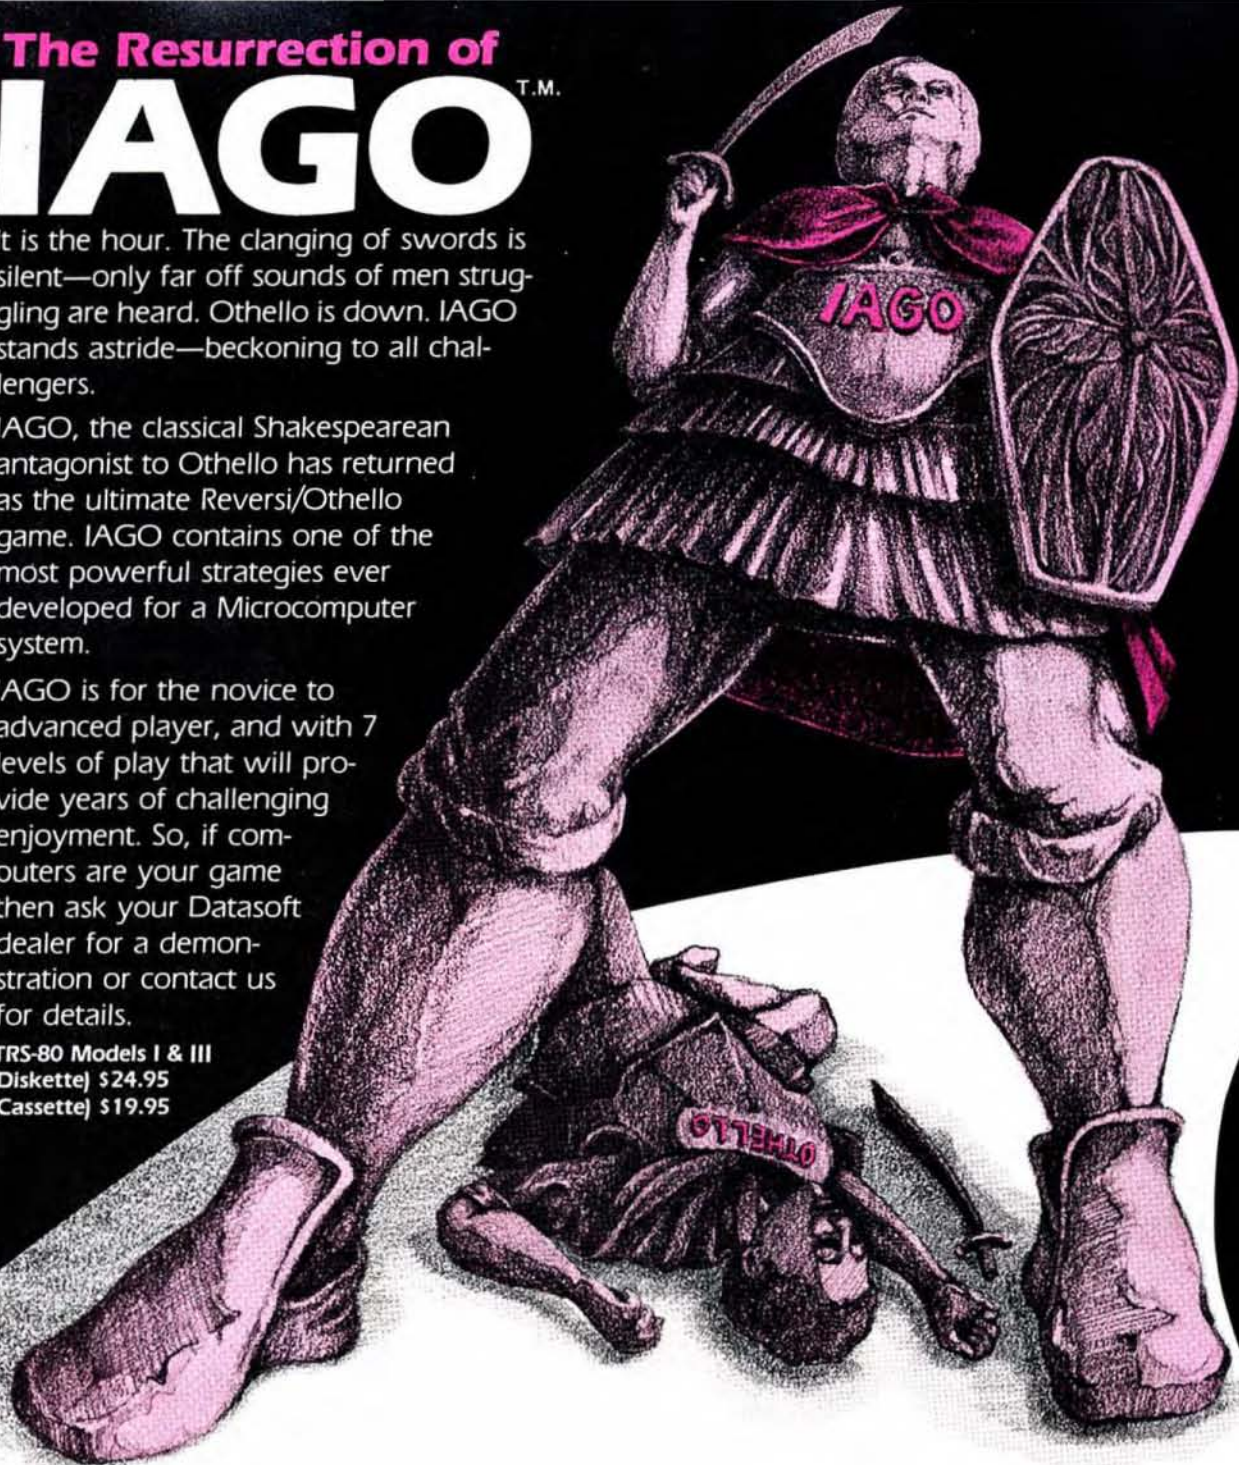 The Resurrection of
IAGO T.M.
t is the hour. The clanging of swords is
silent—only far off sounds of men strug-
gling are heard. Othello is down. IAGO
stands astride—beckoning to all chal-
lengers.
IAGO, the classical Shakespearean
antagonist to Othello has returned
as the ultimate Reversi/Othello
game. IAGO contains one of the
most powerful strategies ever
developed for a Microcomputer
system.
IAGO is for the novice to
advanced player, and with 7
levels of play that will pro-
vide years of challenging
enjoyment. So, if com-
puters are your game
then ask your Datasoft
dealer for a demon-
stration or contact us
for details.
TRS-80 Models I & III
Diskette) $24.95
Cassette) $19.95
IAGO
OTHELLO